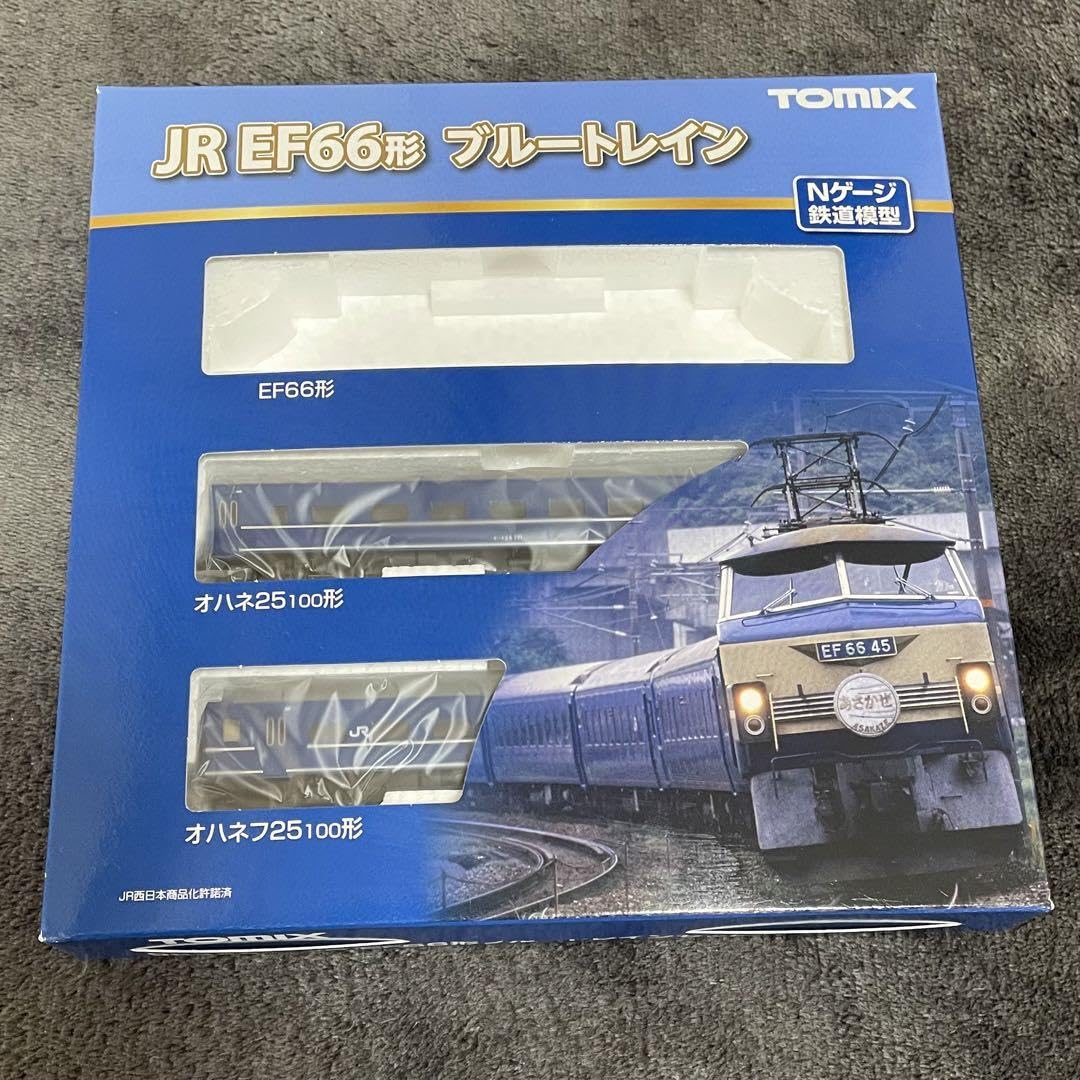 TOMIX
JR EF66形 ブルートレイン
Nゲージ
鉄道模型
EF66形
オハネ25 100形
JR
オハネフ25 100形
EF 66 45
あさかぜ
ASAKAZE
JR西日本商品化許諾済
TOMIX